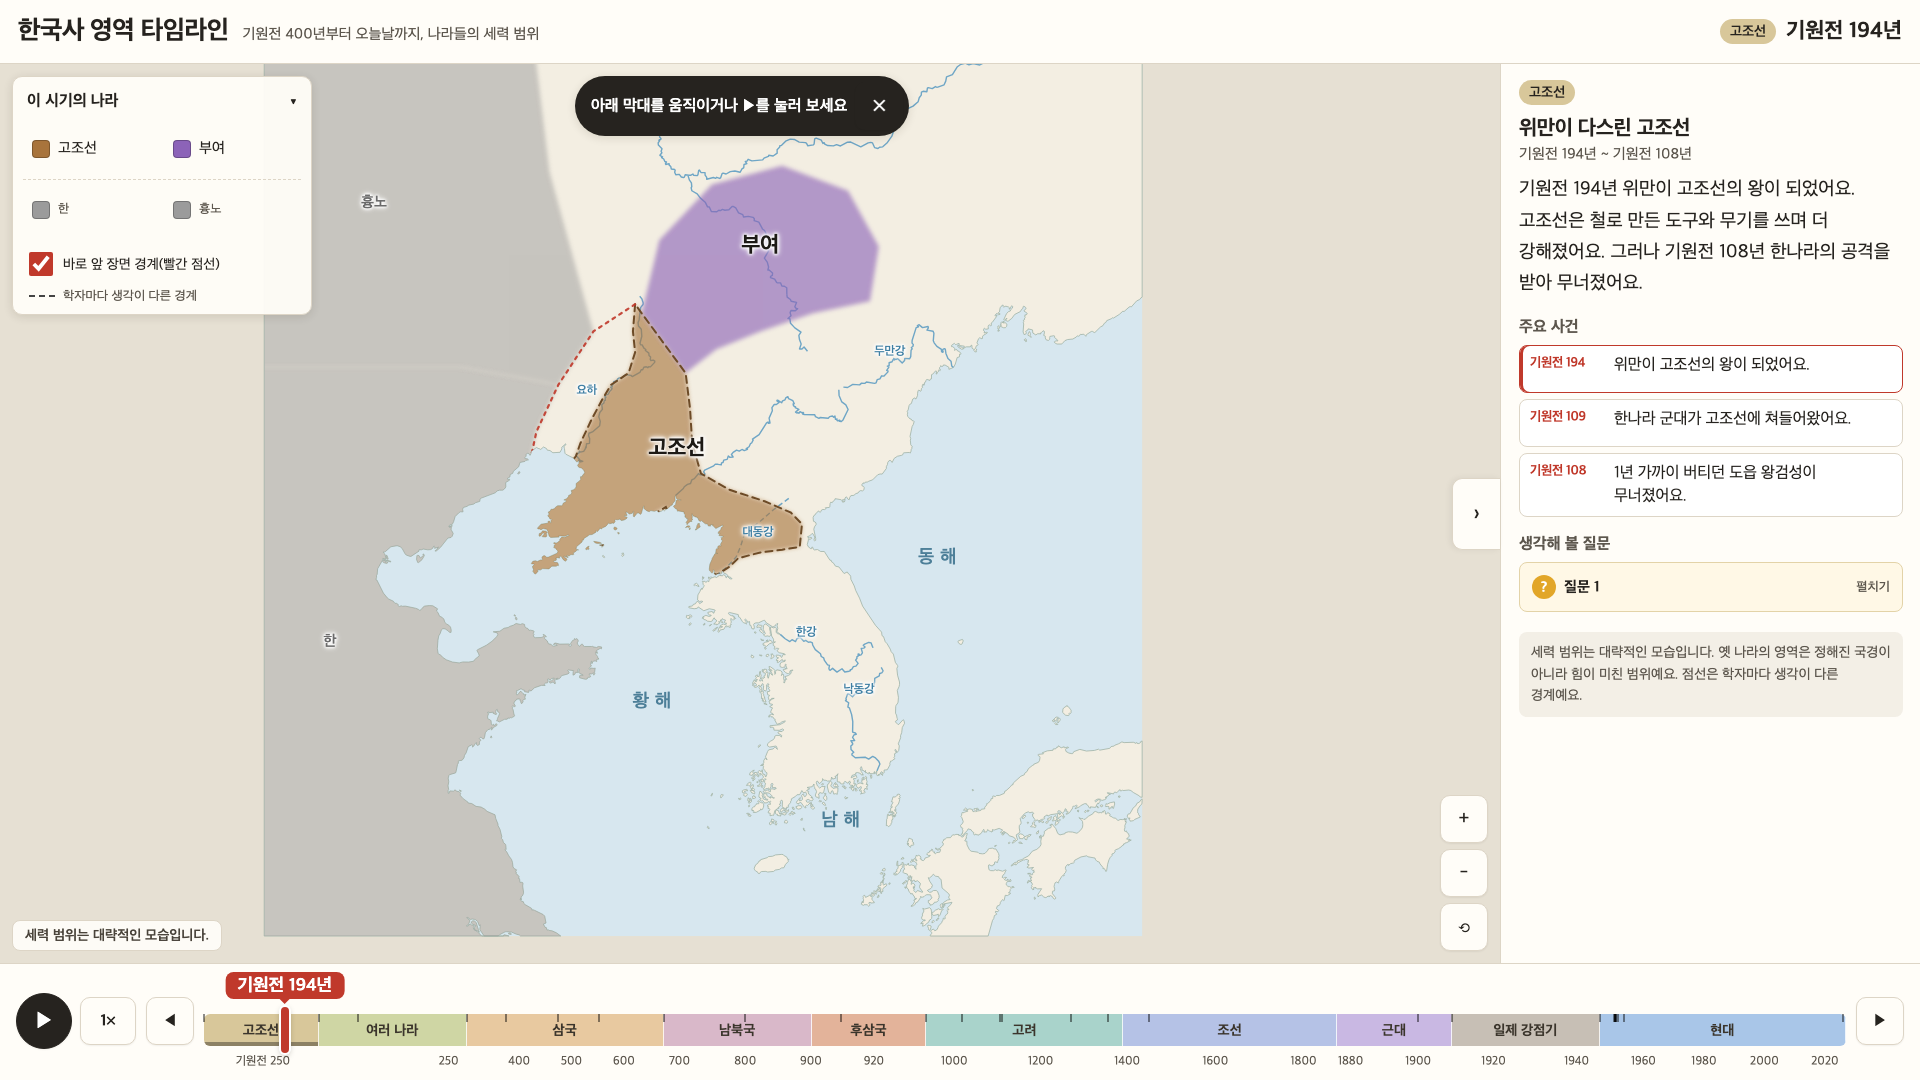 한국사 영역 타임라인
기원전 400년부터 오늘날까지, 나라들의 세력 범위
고조선
기원전 194년
이 시기의 나라
▾
고조선
부여
한
흉노
바로 앞 장면 경계(빨간 점선)
학자마다 생각이 다른 경계
아래 막대를 움직이거나 ▶를 눌러 보세요
✕
흉노
부여
두만강
요하
고조선
대동강
동해
한
한강
황해
낙동강
남해
세력 범위는 대략적인 모습입니다.
›
+
−
⟲
고조선
위만이 다스린 고조선
기원전 194년 ~ 기원전 108년
기원전 194년 위만이 고조선의 왕이 되었어요.
고조선은 철로 만든 도구와 무기를 쓰며 더
강해졌어요. 그러나 기원전 108년 한나라의 공격을
받아 무너졌어요.
주요 사건
기원전 194 위만이 고조선의 왕이 되었어요.
기원전 109 한나라 군대가 고조선에 쳐들어왔어요.
기원전 108 1년 가까이 버티던 도읍 왕검성이
무너졌어요.
생각해 볼 질문
? 질문 1 펼치기
세력 범위는 대략적인 모습입니다. 옛 나라의 영역은 정해진 국경이
아니라 힘이 미친 범위예요. 점선은 학자마다 생각이 다른
경계예요.
기원전 194년
▶ 1× ◀
고조선 여러 나라 삼국 남북국 후삼국 고려 조선 근대 일제 강점기 현대
▶
기원전 250 250 400 500 600 700 800 900 920 1000 1200 1400 1600 1800 1880 1900 1920 1940 1960 1980 2000 2020